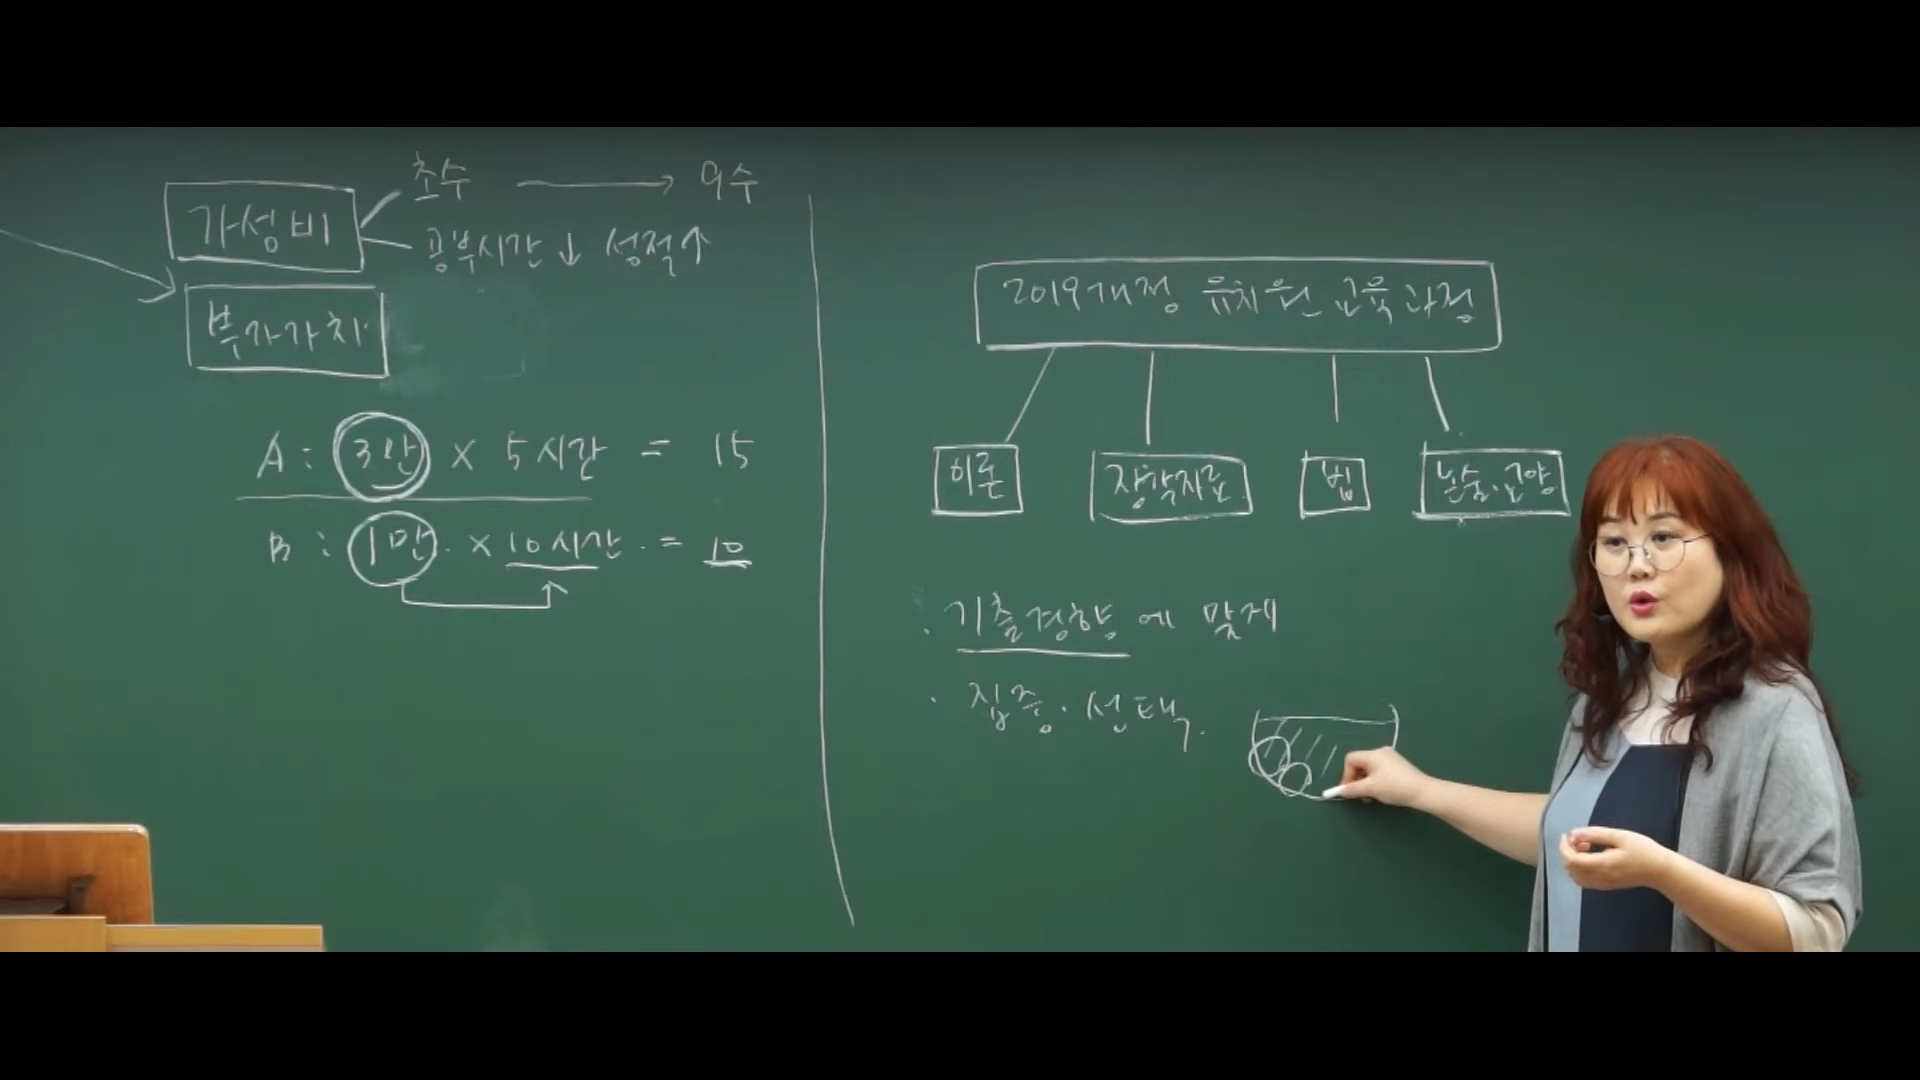 초수 → 9수
가성비
공부시간↓ 성적↑
부가가치
A : 3만 × 5시간 = 15
B : 1만 . × 10시간 . = 10
2019개정 유치원 교육과정
이론 장학자료 법 논술.교양
· 기출경향에 맞게
· 집중·선택.